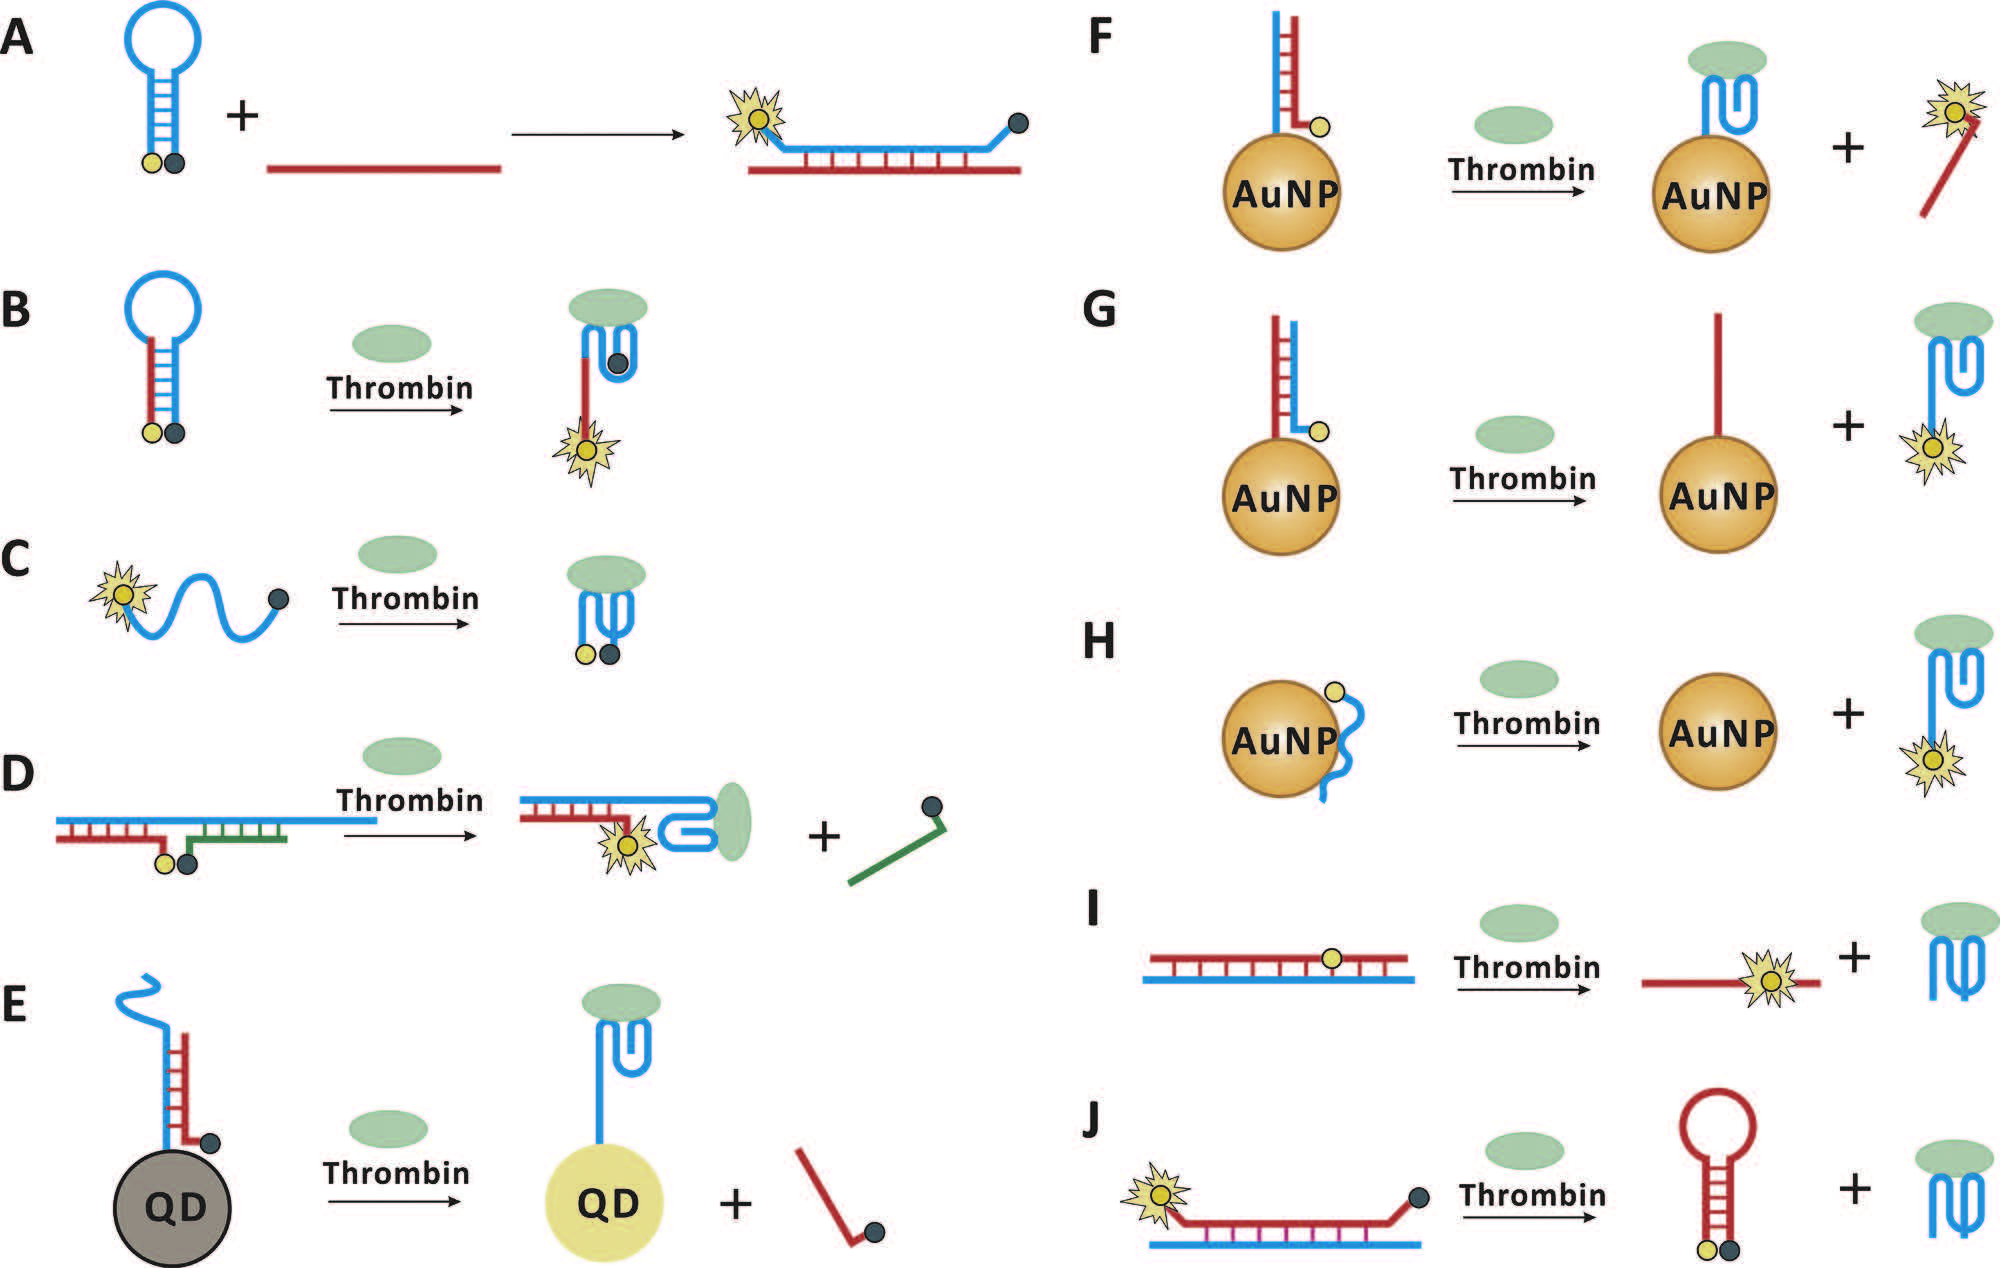 A
+
B
Thrombin
C
Thrombin
D
Thrombin
+
E
Thrombin
QD
QD
+
F
Thrombin
AuNP
AuNP
+
G
Thrombin
AuNP
AuNP
+
H
Thrombin
AuNP
AuNP
+
I
Thrombin
+
J
Thrombin
+